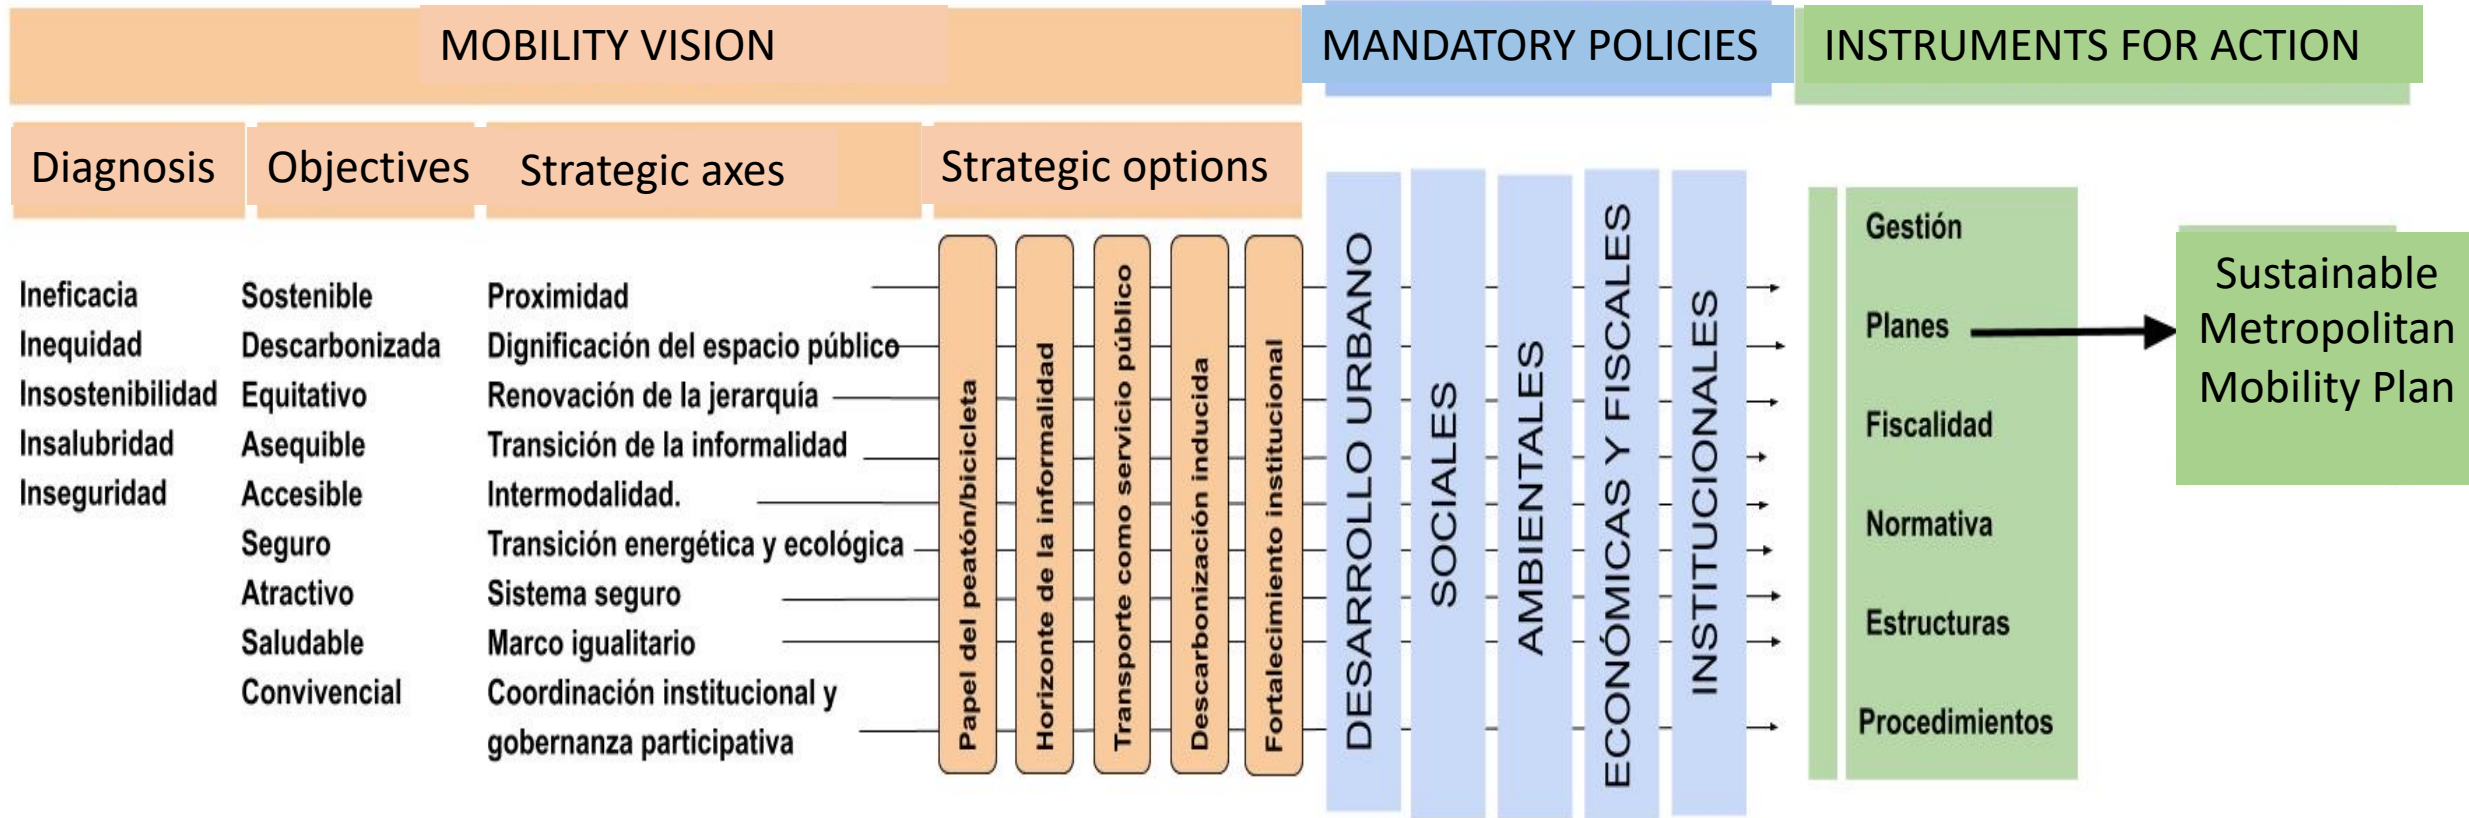 MOBILITY VISION
MANDATORY POLICIES
INSTRUMENTS FOR ACTION
Diagnosis
Objectives
Strategic axes
Strategic options
Ineficacia
Inequidad
Insostenibilidad
Insalubridad
Inseguridad
Sostenible
Descarbonizada
Equitativo
Asequible
Accesible
Seguro
Atractivo
Saludable
Convivencial
Proximidad
Dignificación del espacio público
Renovación de la jerarquía
Transición de la informalidad
Intermodalidad.
Transición energética y ecológica
Sistema seguro
Marco igualitario
Coordinación institucional y
gobernanza participativa
Papel del peatón/bicicleta
Horizonte de la informalidad
Transporte como servicio público
Descarbonización inducida
Fortalecimiento institucional
DESARROLLO URBANO
SOCIALES
AMBIENTALES
ECONÓMICAS Y FISCALES
INSTITUCIONALES
Gestión
Planes
Fiscalidad
Normativa
Estructuras
Procedimientos
Sustainable
Metropolitan
Mobility Plan